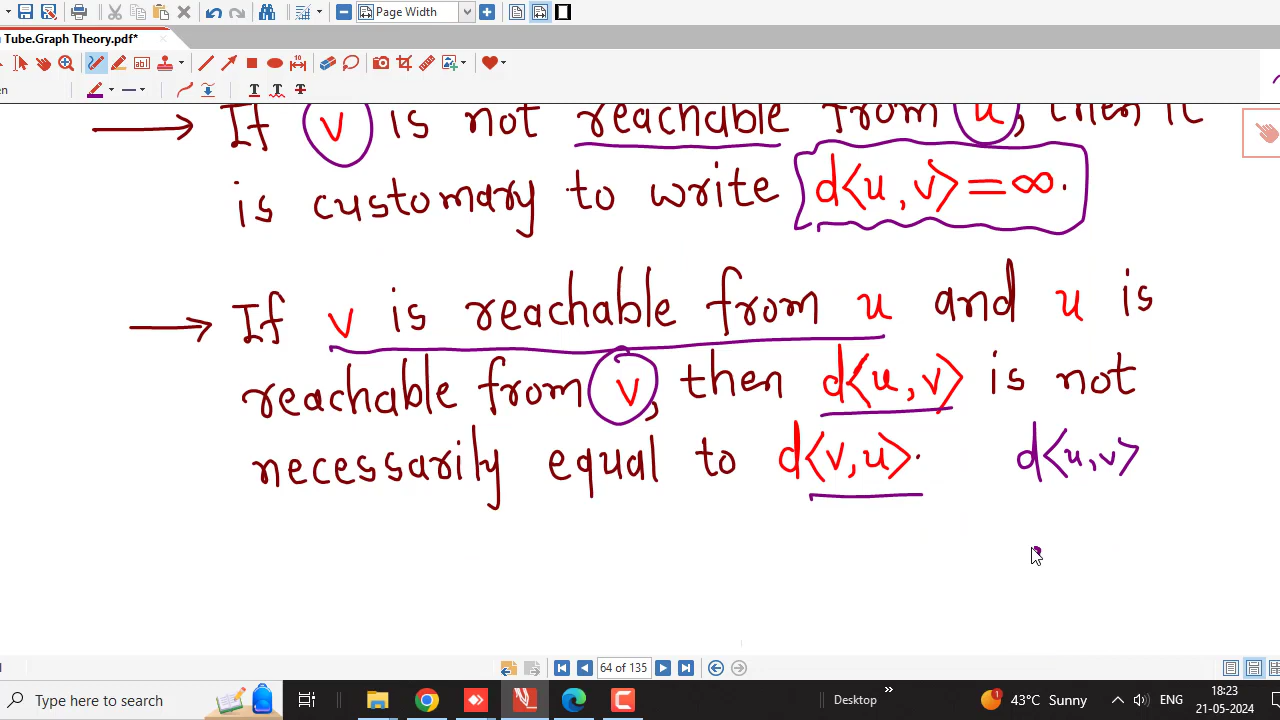 Page Width
Tube.Graph Theory.pdf*
→ If v is not reachable from u, then it
is customary to write d⟨u, v⟩ = ∞.
→ If v is reachable from u and u is
reachable from v, then d⟨u, v⟩ is not
necessarily equal to d⟨v, u⟩.
d⟨u, v⟩
64 of 135
Type here to search
Desktop
»
1
43°C Sunny
ENG
18:23
21-05-2024